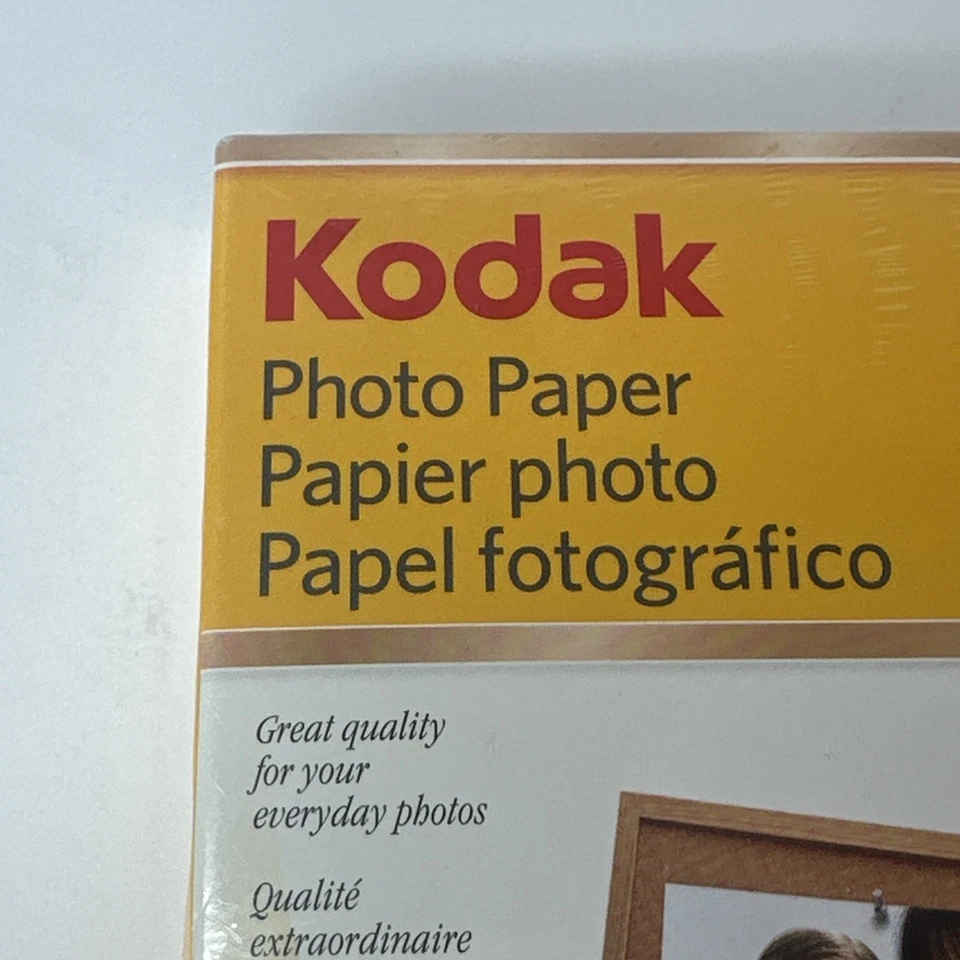 Kodak
Photo Paper
Papier photo
Papel fotográfico
Great quality
for your
everyday photos
Qualité
extraordinaire